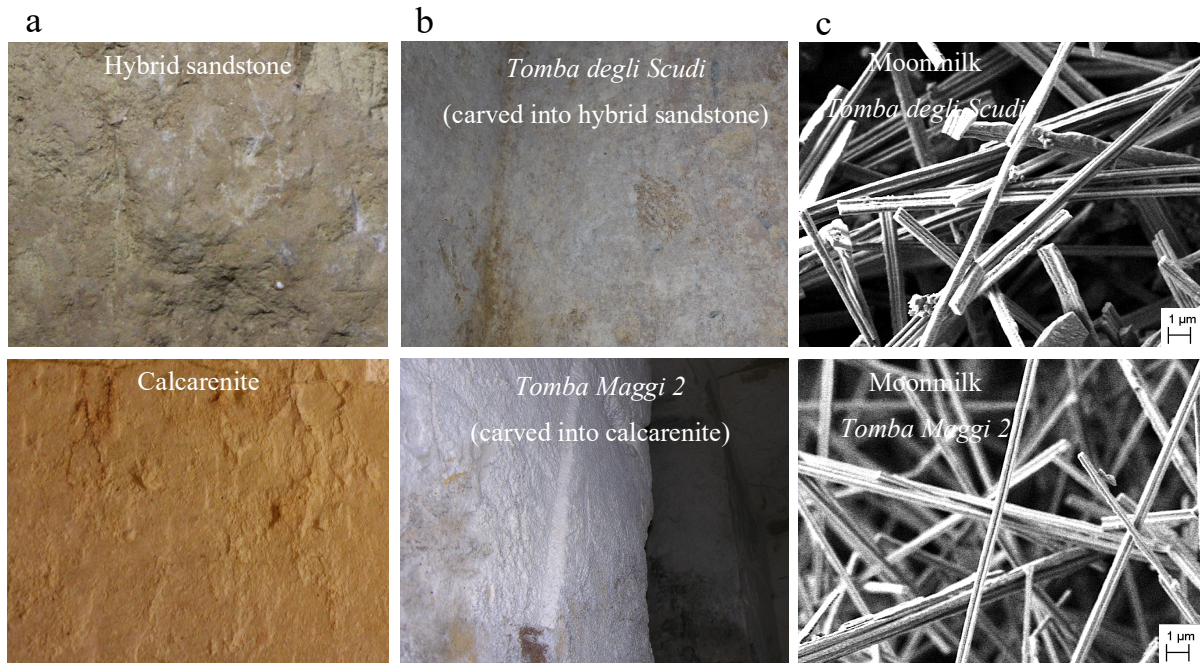 a
b
c
Hybrid sandstone
Tomba degli Scudi
(carved into hybrid sandstone)
Moonmilk
Tomba degli Scudi
1 µm
Calcarenite
Tomba Maggi 2
(carved into calcarenite)
Moonmilk
Tomba Maggi 2
1 µm